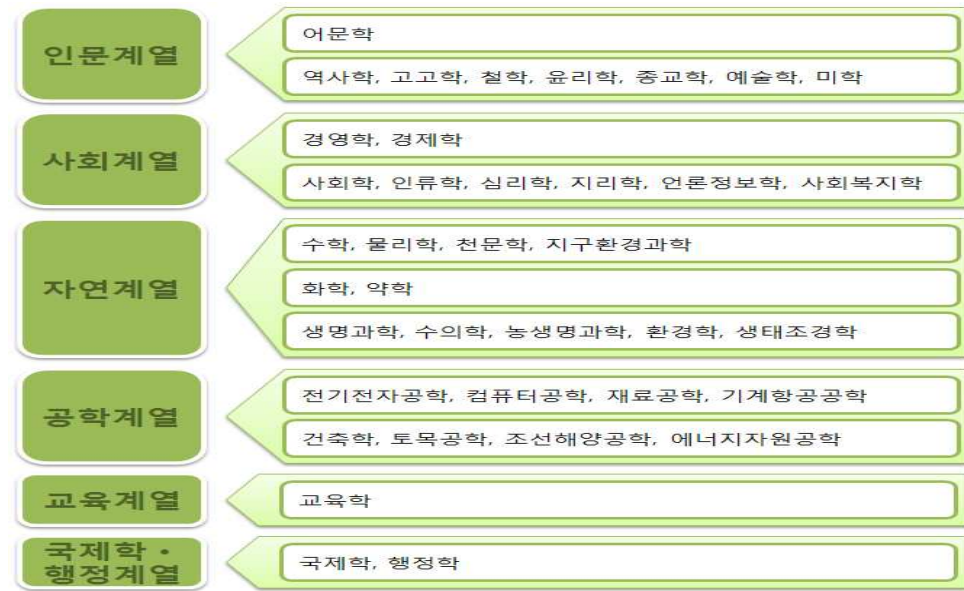 인문계열
어문학
역사학, 고고학, 철학, 윤리학, 종교학, 예술학, 미학
사회계열
경영학, 경제학
사회학, 인류학, 심리학, 지리학, 언론정보학, 사회복지학
자연계열
수학, 물리학, 천문학, 지구환경과학
화학, 약학
생명과학, 수의학, 농생명과학, 환경학, 생태조경학
공학계열
전기전자공학, 컴퓨터공학, 재료공학, 기계항공공학
건축학, 토목공학, 조선해양공학, 에너지자원공학
교육계열
교육학
국제학·
행정계열
국제학, 행정학